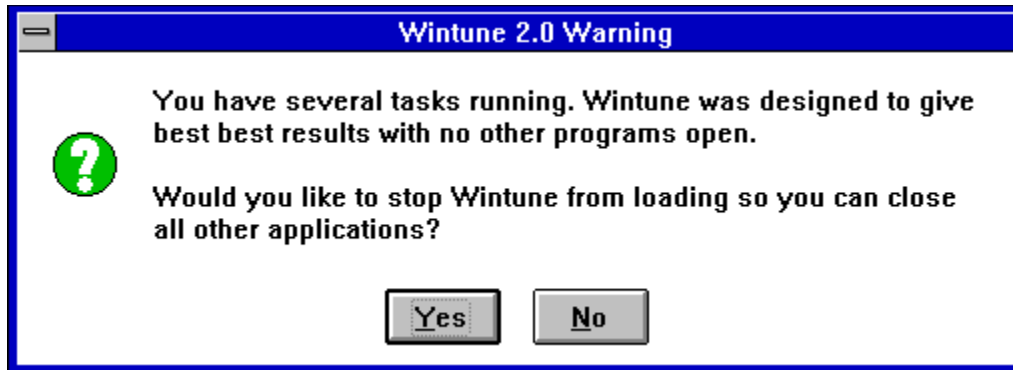 Wintune 2.0 Warning
You have several tasks running. Wintune was designed to give
best best results with no other programs open.
Would you like to stop Wintune from loading so you can close
all other applications?
Yes
No